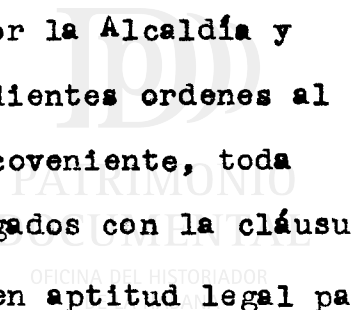 or la Alcaldía y
dientes ordenes al
coveniente, toda
PATRIMONIO
gados con la cláusu
DOCUMENTAL
OFICINA DEL HISTORIADOR
en aptitud legal pa